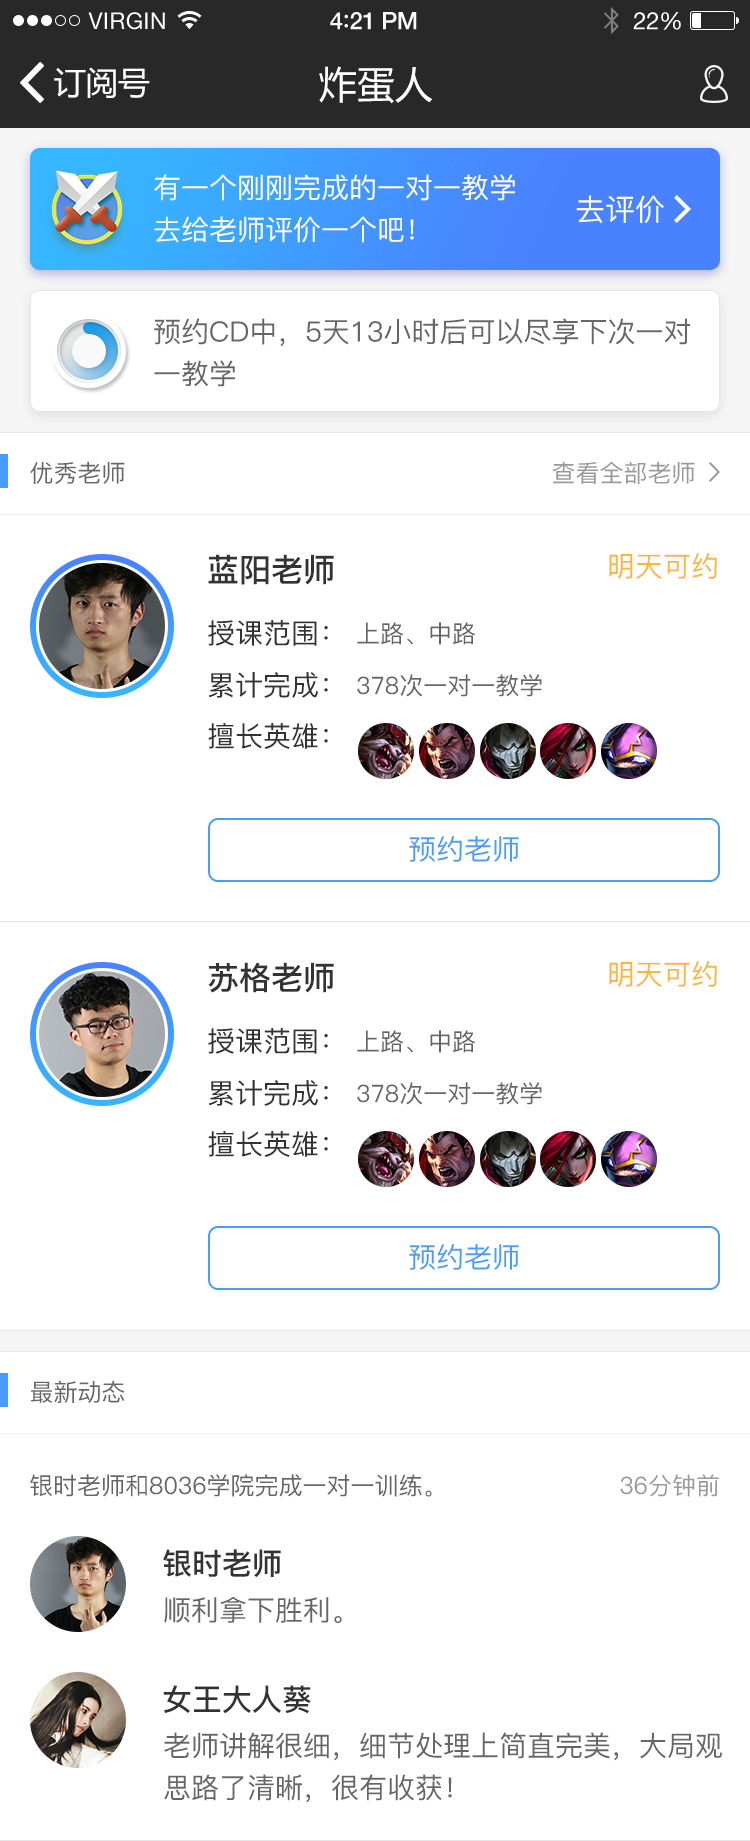 VIRGIN 4:21 PM 22%
订阅号 炸蛋人
有一个刚刚完成的一对一教学
去给老师评价一个吧！
去评价
预约CD中，5天13小时后可以尽享下次一对
一教学
优秀老师 查看全部老师
蓝阳老师 明天可约
授课范围： 上路、中路
累计完成： 378次一对一教学
擅长英雄：
预约老师
苏格老师 明天可约
授课范围： 上路、中路
累计完成： 378次一对一教学
擅长英雄：
预约老师
最新动态
银时老师和8036学院完成一对一训练。 36分钟前
银时老师
顺利拿下胜利。
女王大人葵
老师讲解很细，细节处理上简直完美，大局观
思路了清晰，很有收获！